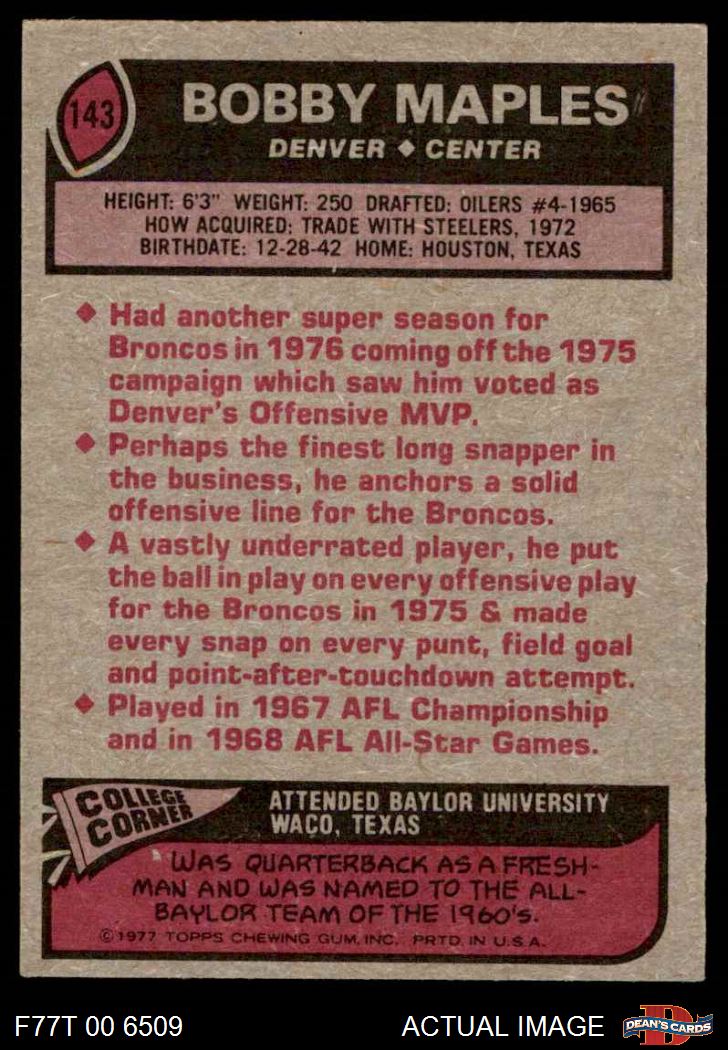 143
BOBBY MAPLES
DENVER ♦ CENTER
HEIGHT: 6'3" WEIGHT: 250 DRAFTED: OILERS #4-1965
HOW ACQUIRED: TRADE WITH STEELERS, 1972
BIRTHDATE: 12-28-42 HOME: HOUSTON, TEXAS
♦ Had another super season for
Broncos in 1976 coming off the 1975
campaign which saw him voted as
Denver's Offensive MVP.
♦ Perhaps the finest long snapper in
the business, he anchors a solid
offensive line for the Broncos.
♦ A vastly underrated player, he put
the ball in play on every offensive play
for the Broncos in 1975 & made
every snap on every punt, field goal
and point-after-touchdown attempt.
♦ Played in 1967 AFL Championship
and in 1968 AFL All-Star Games.
COLLEGE
CORNER
ATTENDED BAYLOR UNIVERSITY
WACO, TEXAS
WAS QUARTERBACK AS A FRESH-
MAN AND WAS NAMED TO THE ALL-
BAYLOR TEAM OF THE 1960'S.
©1977 TOPPS CHEWING GUM, INC. PRTD. IN U.S.A.
F77T 00 6509
ACTUAL IMAGE
D
DEAN'S CARDS